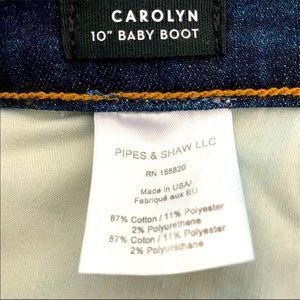 CAROLYN
10" BABY BOOT
PIPES & SHAW LLC
RN 155820
Made in USA/
Fabriqué aux EU
87% Cotton / 11% Polyester
2% Polyurethane
87% Coton / 11% Polyester
2% Polyuréthane